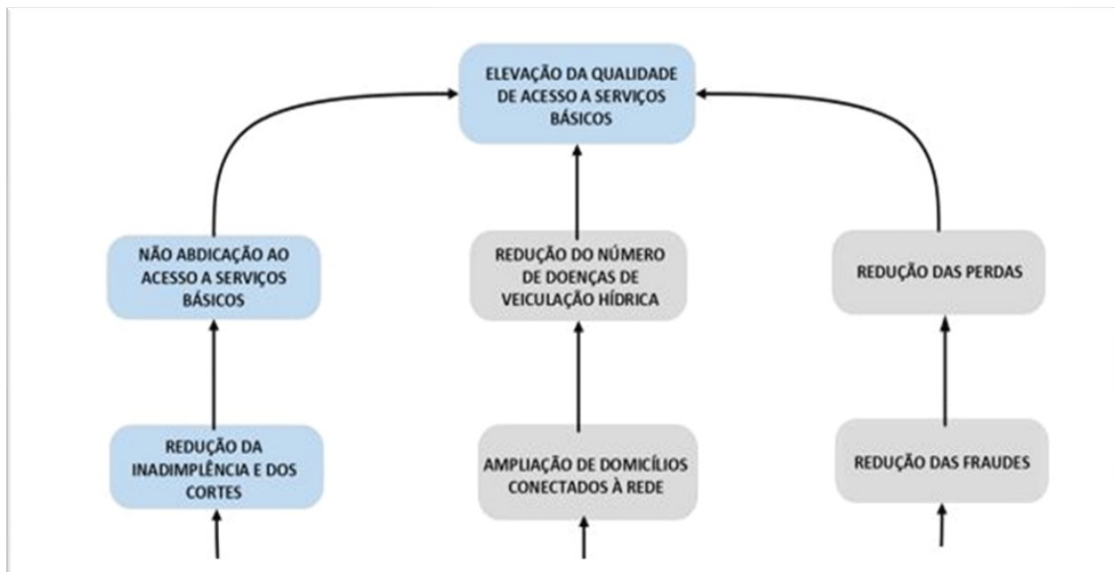 ELEVAÇÃO DA QUALIDADE
DE ACESSO A SERVIÇOS
BÁSICOS
NÃO ABDICAÇÃO AO
ACESSO A SERVIÇOS
BÁSICOS
REDUÇÃO DO NÚMERO
DE DOENÇAS DE
VEICULAÇÃO HÍDRICA
REDUÇÃO DAS PERDAS
REDUÇÃO DA
INADIMPLÊNCIA E DOS
CORTES
AMPLIAÇÃO DE DOMICÍLIOS
CONECTADOS À REDE
REDUÇÃO DAS FRAUDES